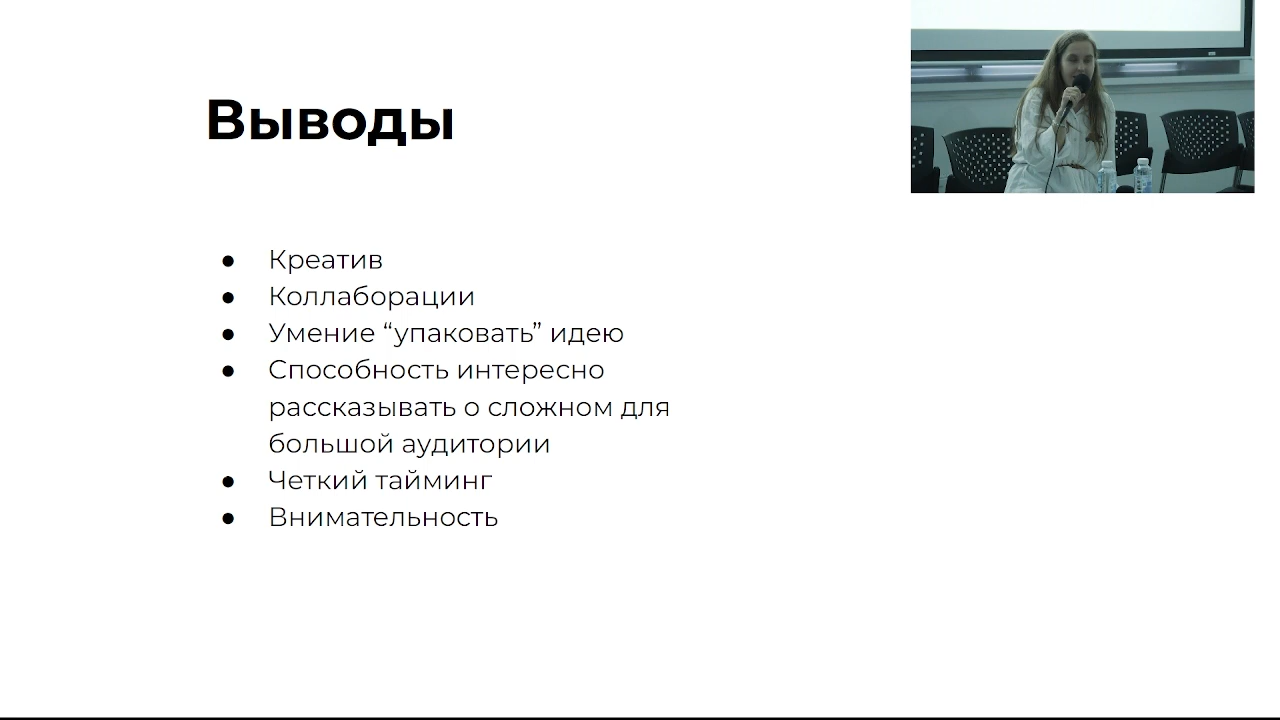 Выводы
● Креатив
● Коллаборации
● Умение “упаковать” идею
● Способность интересно
рассказывать о сложном для
большой аудитории
● Четкий тайминг
● Внимательность